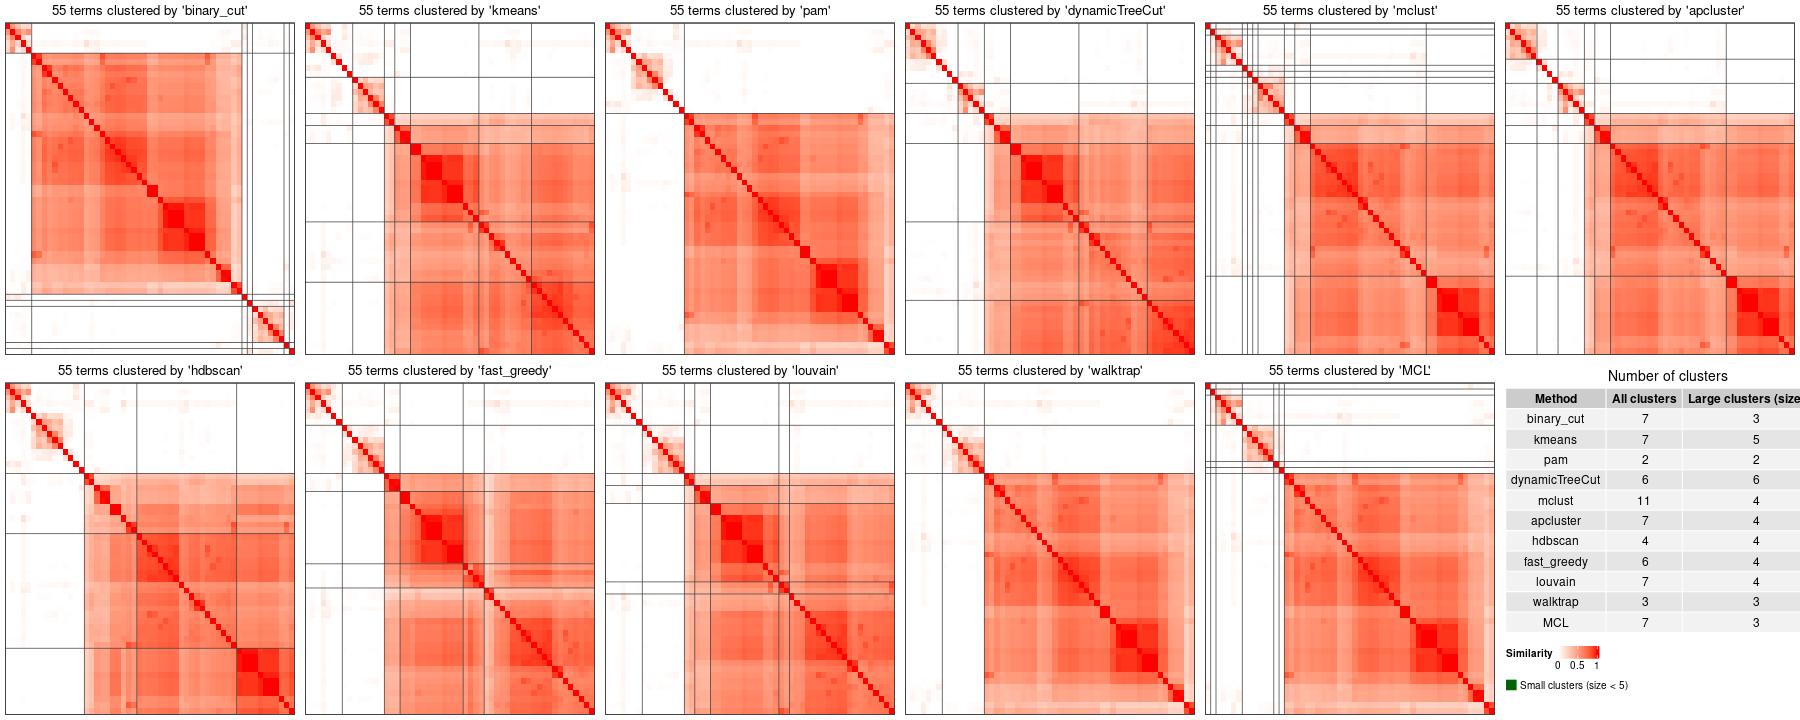 55 terms clustered by 'binary_cut'
55 terms clustered by 'kmeans'
55 terms clustered by 'pam'
55 terms clustered by 'dynamicTreeCut'
55 terms clustered by 'mclust'
55 terms clustered by 'apcluster'
55 terms clustered by 'hdbscan'
55 terms clustered by 'fast_greedy'
55 terms clustered by 'louvain'
55 terms clustered by 'walktrap'
55 terms clustered by 'MCL'
Number of clusters
Method All clusters Large clusters (size
binary_cut 7 3
kmeans 7 5
pam 2 2
dynamicTreeCut 6 6
mclust 11 4
apcluster 7 4
hdbscan 4 4
fast_greedy 6 4
louvain 7 4
walktrap 3 3
MCL 7 3
Similarity
0 0.5 1
Small clusters (size < 5)